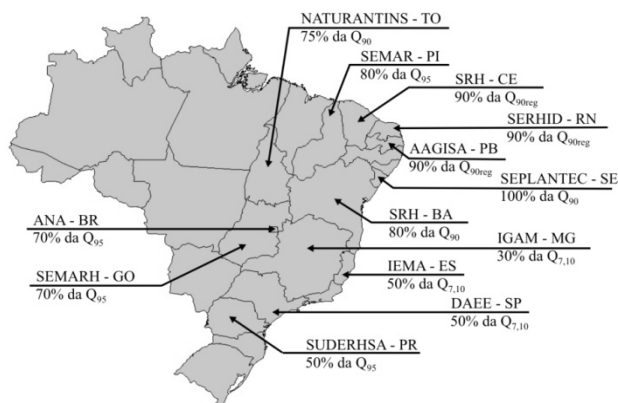 NATURANTINS - TO
75% da Q90
SEMAR - PI
80% da Q95
SRH - CE
90% da Q90reg
SERHID - RN
90% da Q90reg
AAGISA - PB
90% da Q90reg
SEPLANTEC - SE
100% da Q90
SRH - BA
80% da Q90
ANA - BR
70% da Q95
IGAM - MG
30% da Q7,10
SEMARH - GO
70% da Q95
IEMA - ES
50% da Q7,10
DAEE - SP
50% da Q7,10
SUDERHSA - PR
50% da Q95